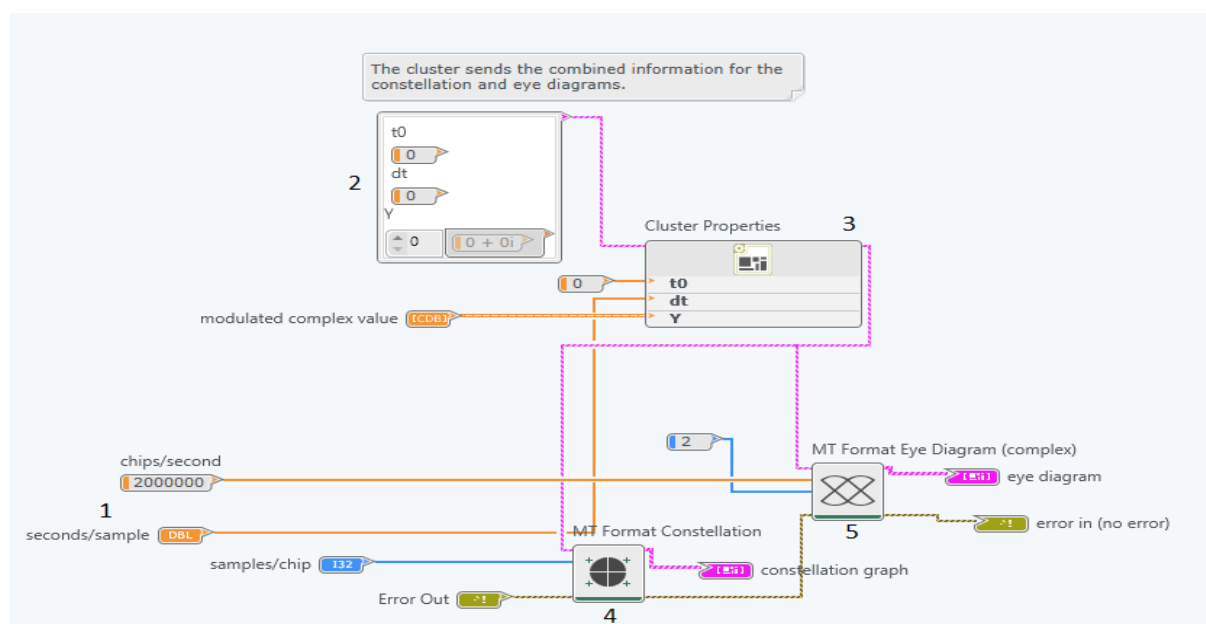 The cluster sends the combined information for the
constellation and eye diagrams.
t0
0
2
dt
0
Y
0
0 + 0i
Cluster Properties
3
0
t0
dt
modulated complex value
[CDB]
Y
2
MT Format Eye Diagram (complex)
chips/second
2000000
eye diagram
1
seconds/sample
DBL
MT Format Constellation
5
error in (no error)
samples/chip
I32
constellation graph
Error Out
4